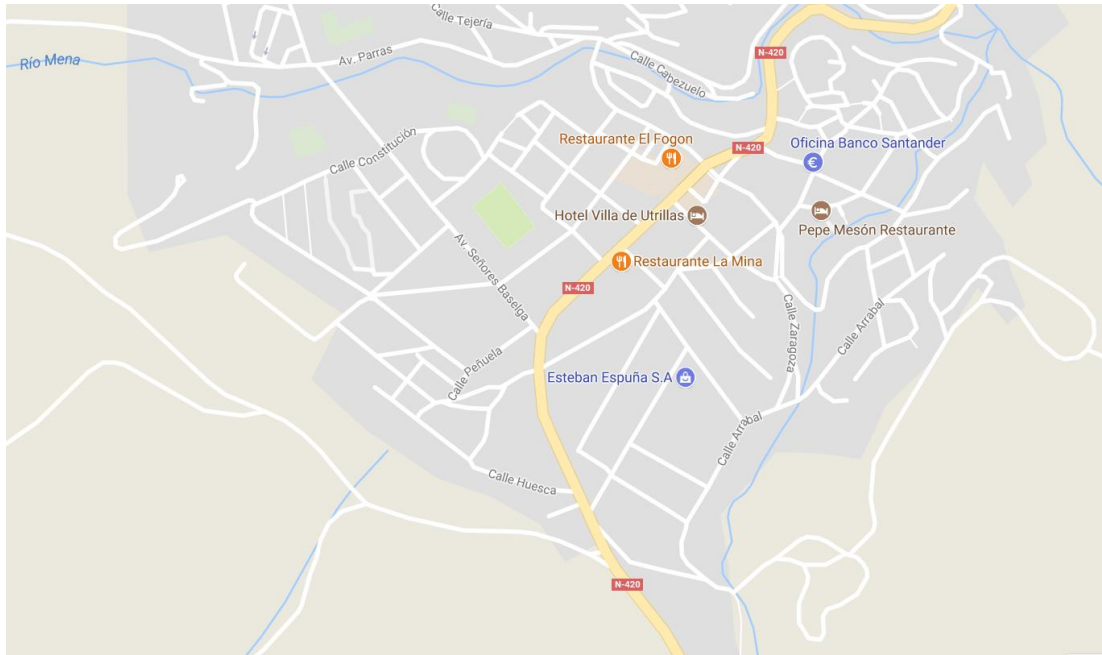 Calle Tejería
Av. Parras
Río Mena
N-420
Calle Cabezuelo
Calle Constitución
Restaurante El Fogon
N-420
Oficina Banco Santander
€
Hotel Villa de Utrillas
Pepe Mesón Restaurante
Av. Señores Baselga
Restaurante La Mina
N-420
Calle Zaragoza
Calle Arrabal
Calle Peñuela
Esteban Espuña S.A
Calle Arrabal
Calle Huesca
N-420